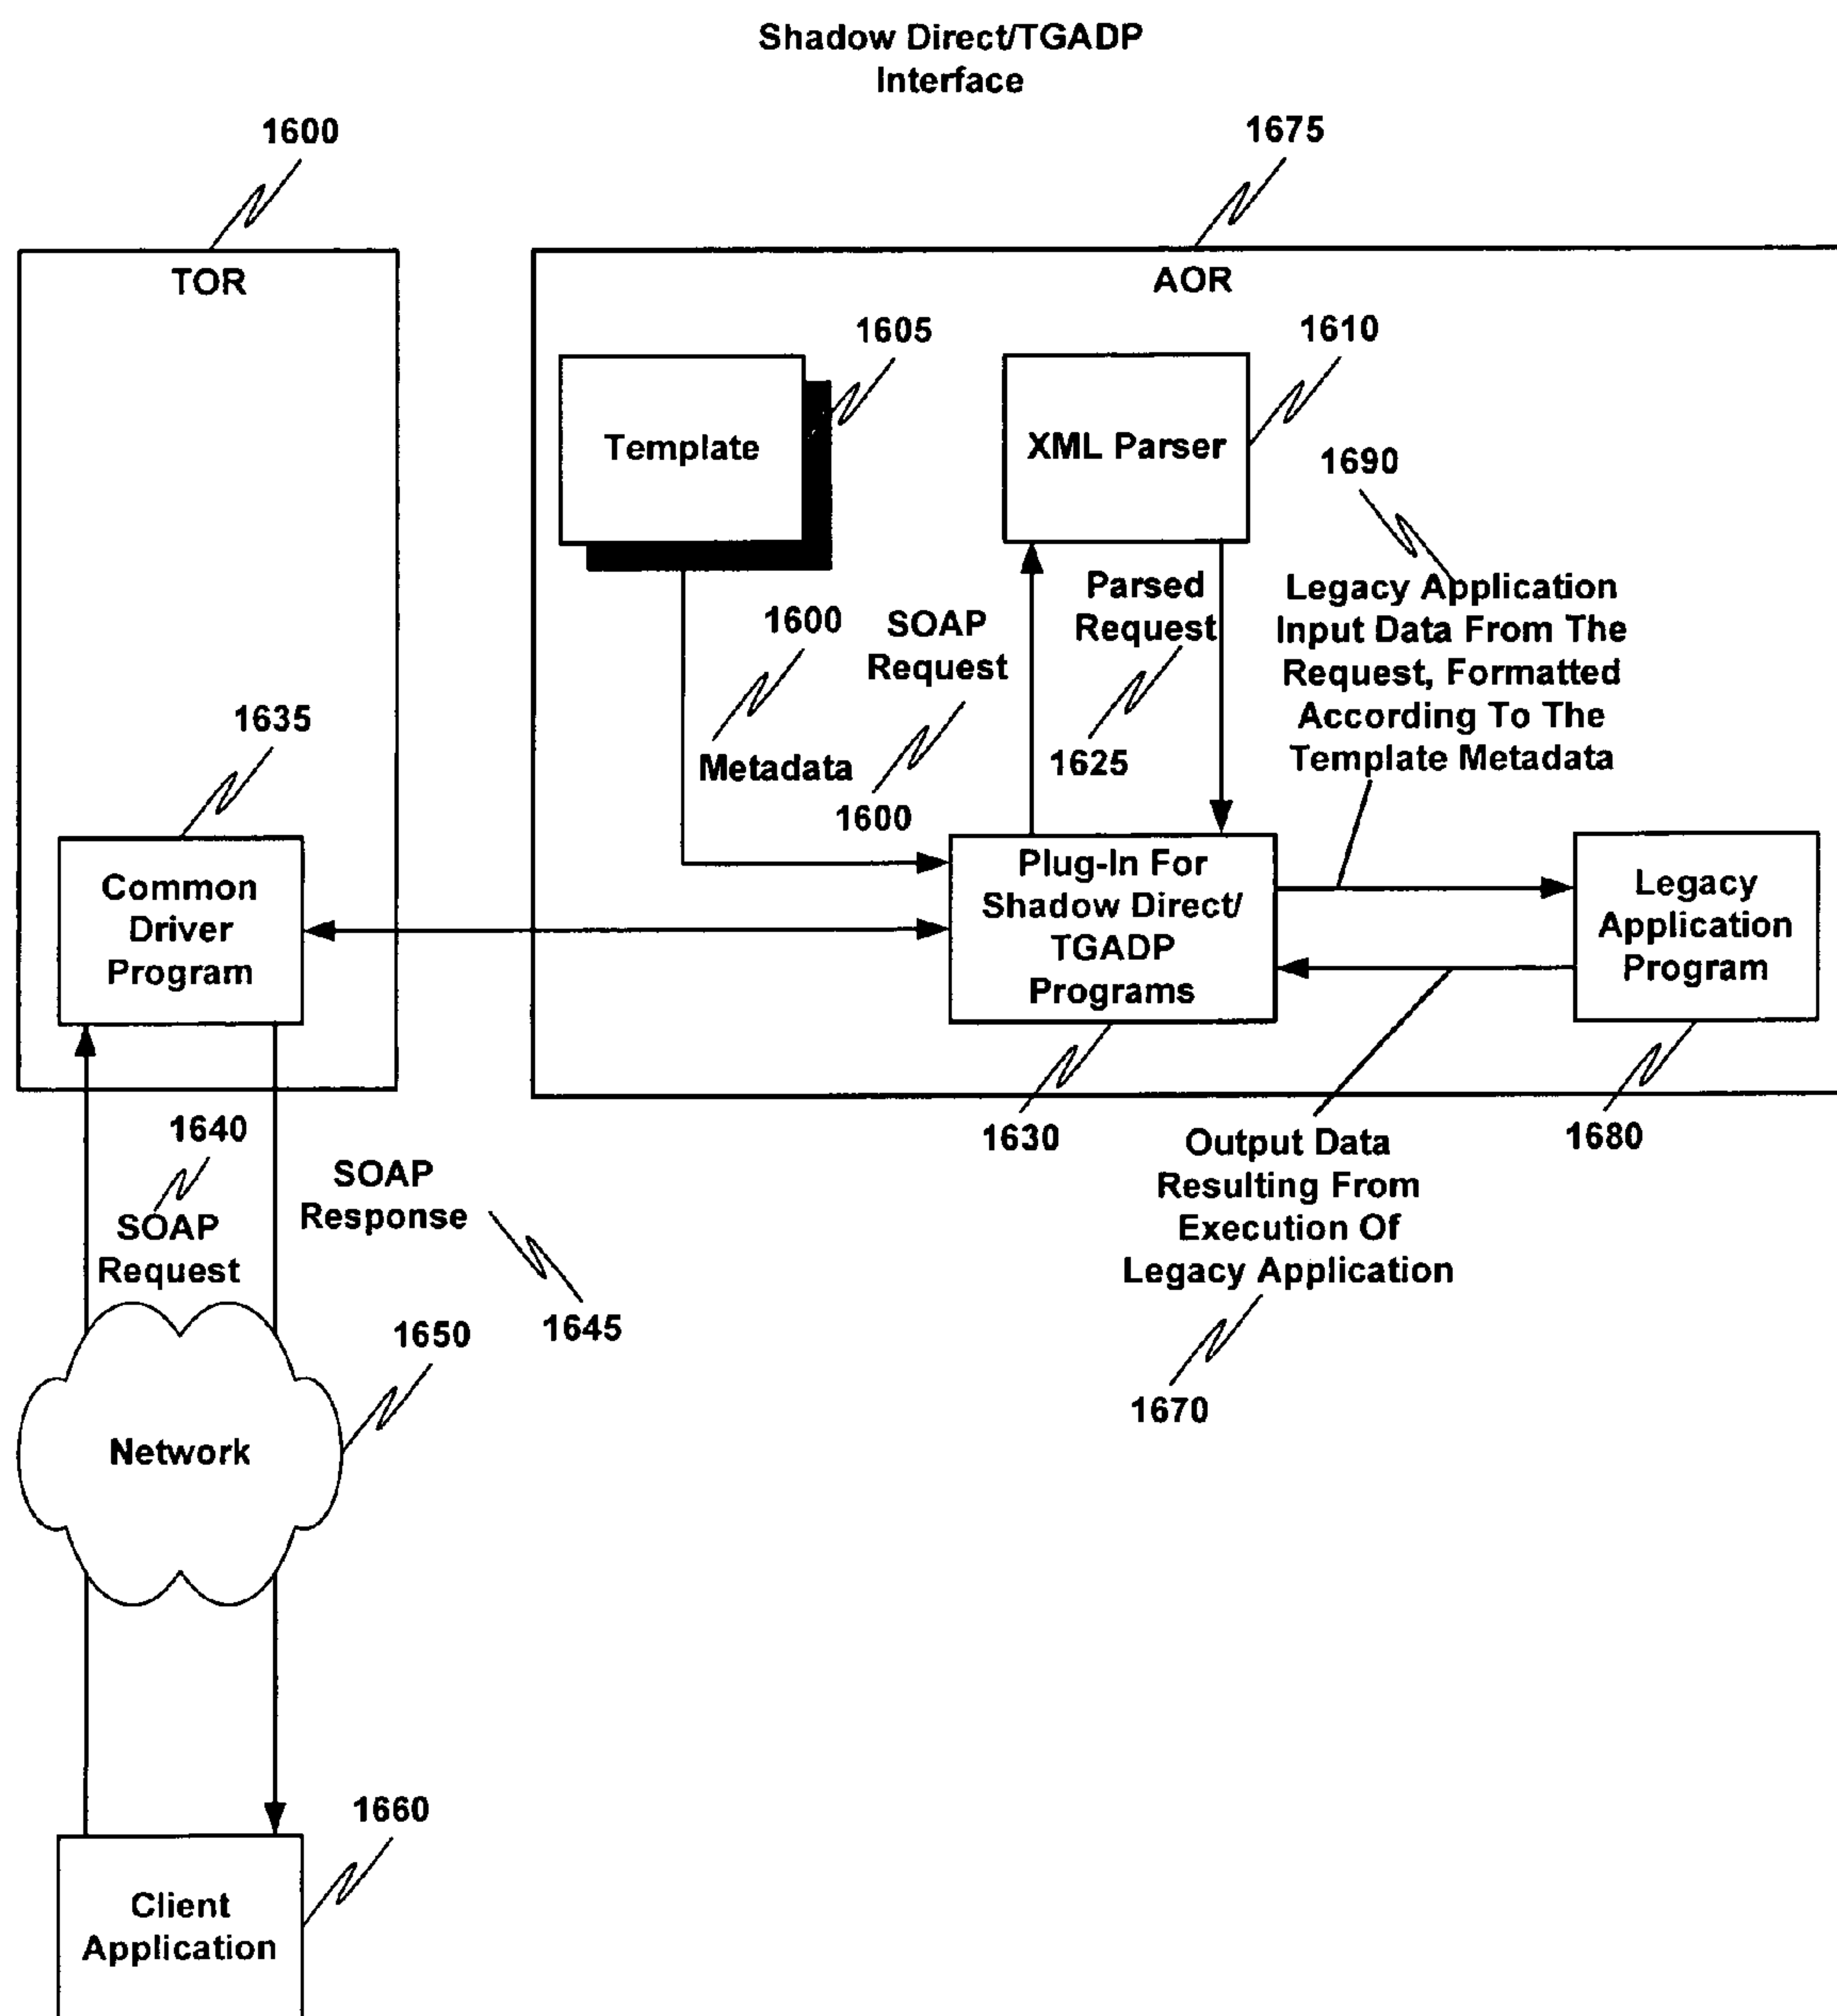 Shadow Direct/TGADP
Interface
1600
1675
TOR
AOR
1605
1610
Template
XML Parser
1690
1600
SOAP
Request
Parsed
Request
Legacy Application
Input Data From The
Request, Formatted
According To The
Template Metadata
1635
Metadata
1600
1625
Common
Driver
Program
Plug-In For
Shadow Direct/
TGADP
Programs
Legacy
Application
Program
1640
SOAP
Request
SOAP
Response
1645
1630
1680
Output Data
Resulting From
Execution Of
Legacy Application
1670
1650
Network
1660
Client
Application